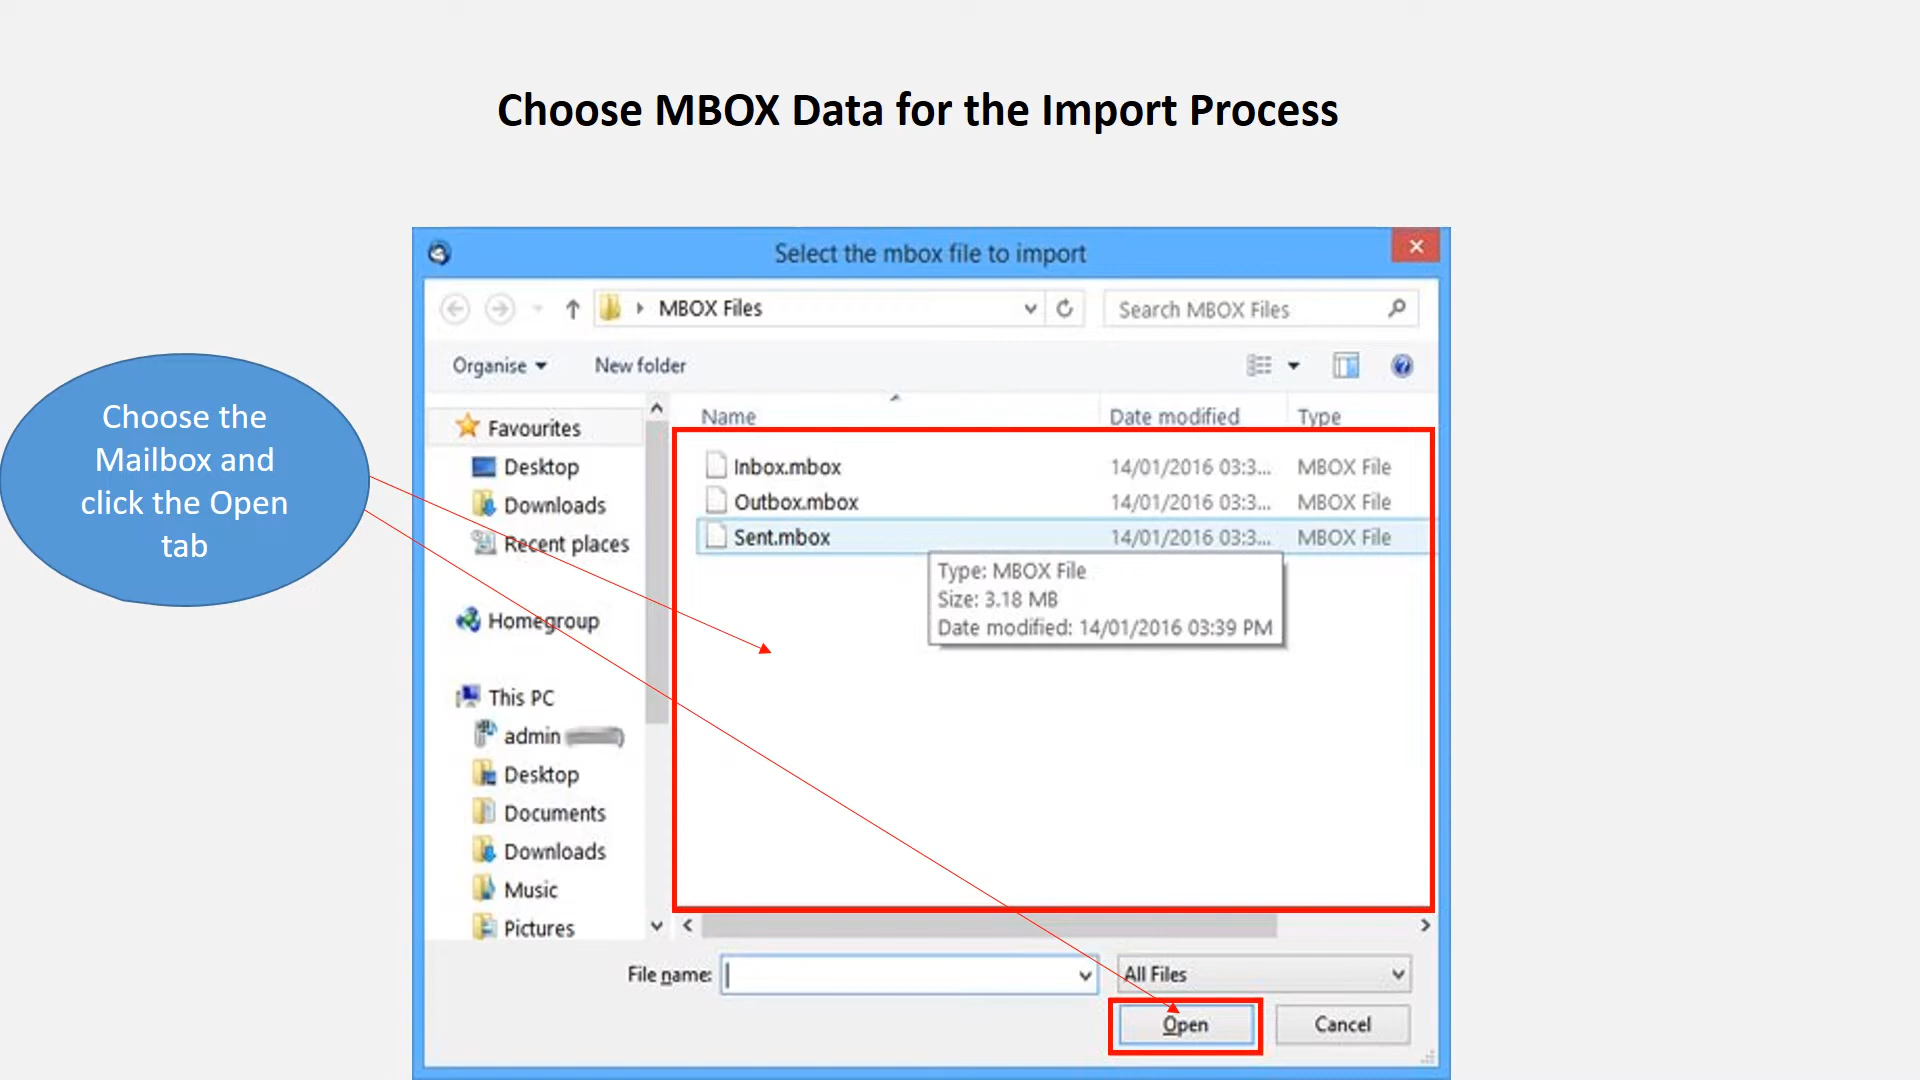 Choose MBOX Data for the Import Process
Select the mbox file to import
MBOX Files
Search MBOX Files
Organise
New folder
Choose the
Mailbox and
click the Open
tab
Name
Date modified
Type
Favourites
Desktop
Downloads
Recent places
Homegroup
This PC
admin
Desktop
Documents
Downloads
Music
Pictures
Inbox.mbox 14/01/2016 03:3... MBOX File
Outbox.mbox 14/01/2016 03:3... MBOX File
Sent.mbox 14/01/2016 03:3... MBOX File
Type: MBOX File
Size: 3.18 MB
Date modified: 14/01/2016 03:39 PM
File name:
All Files
Open
Cancel